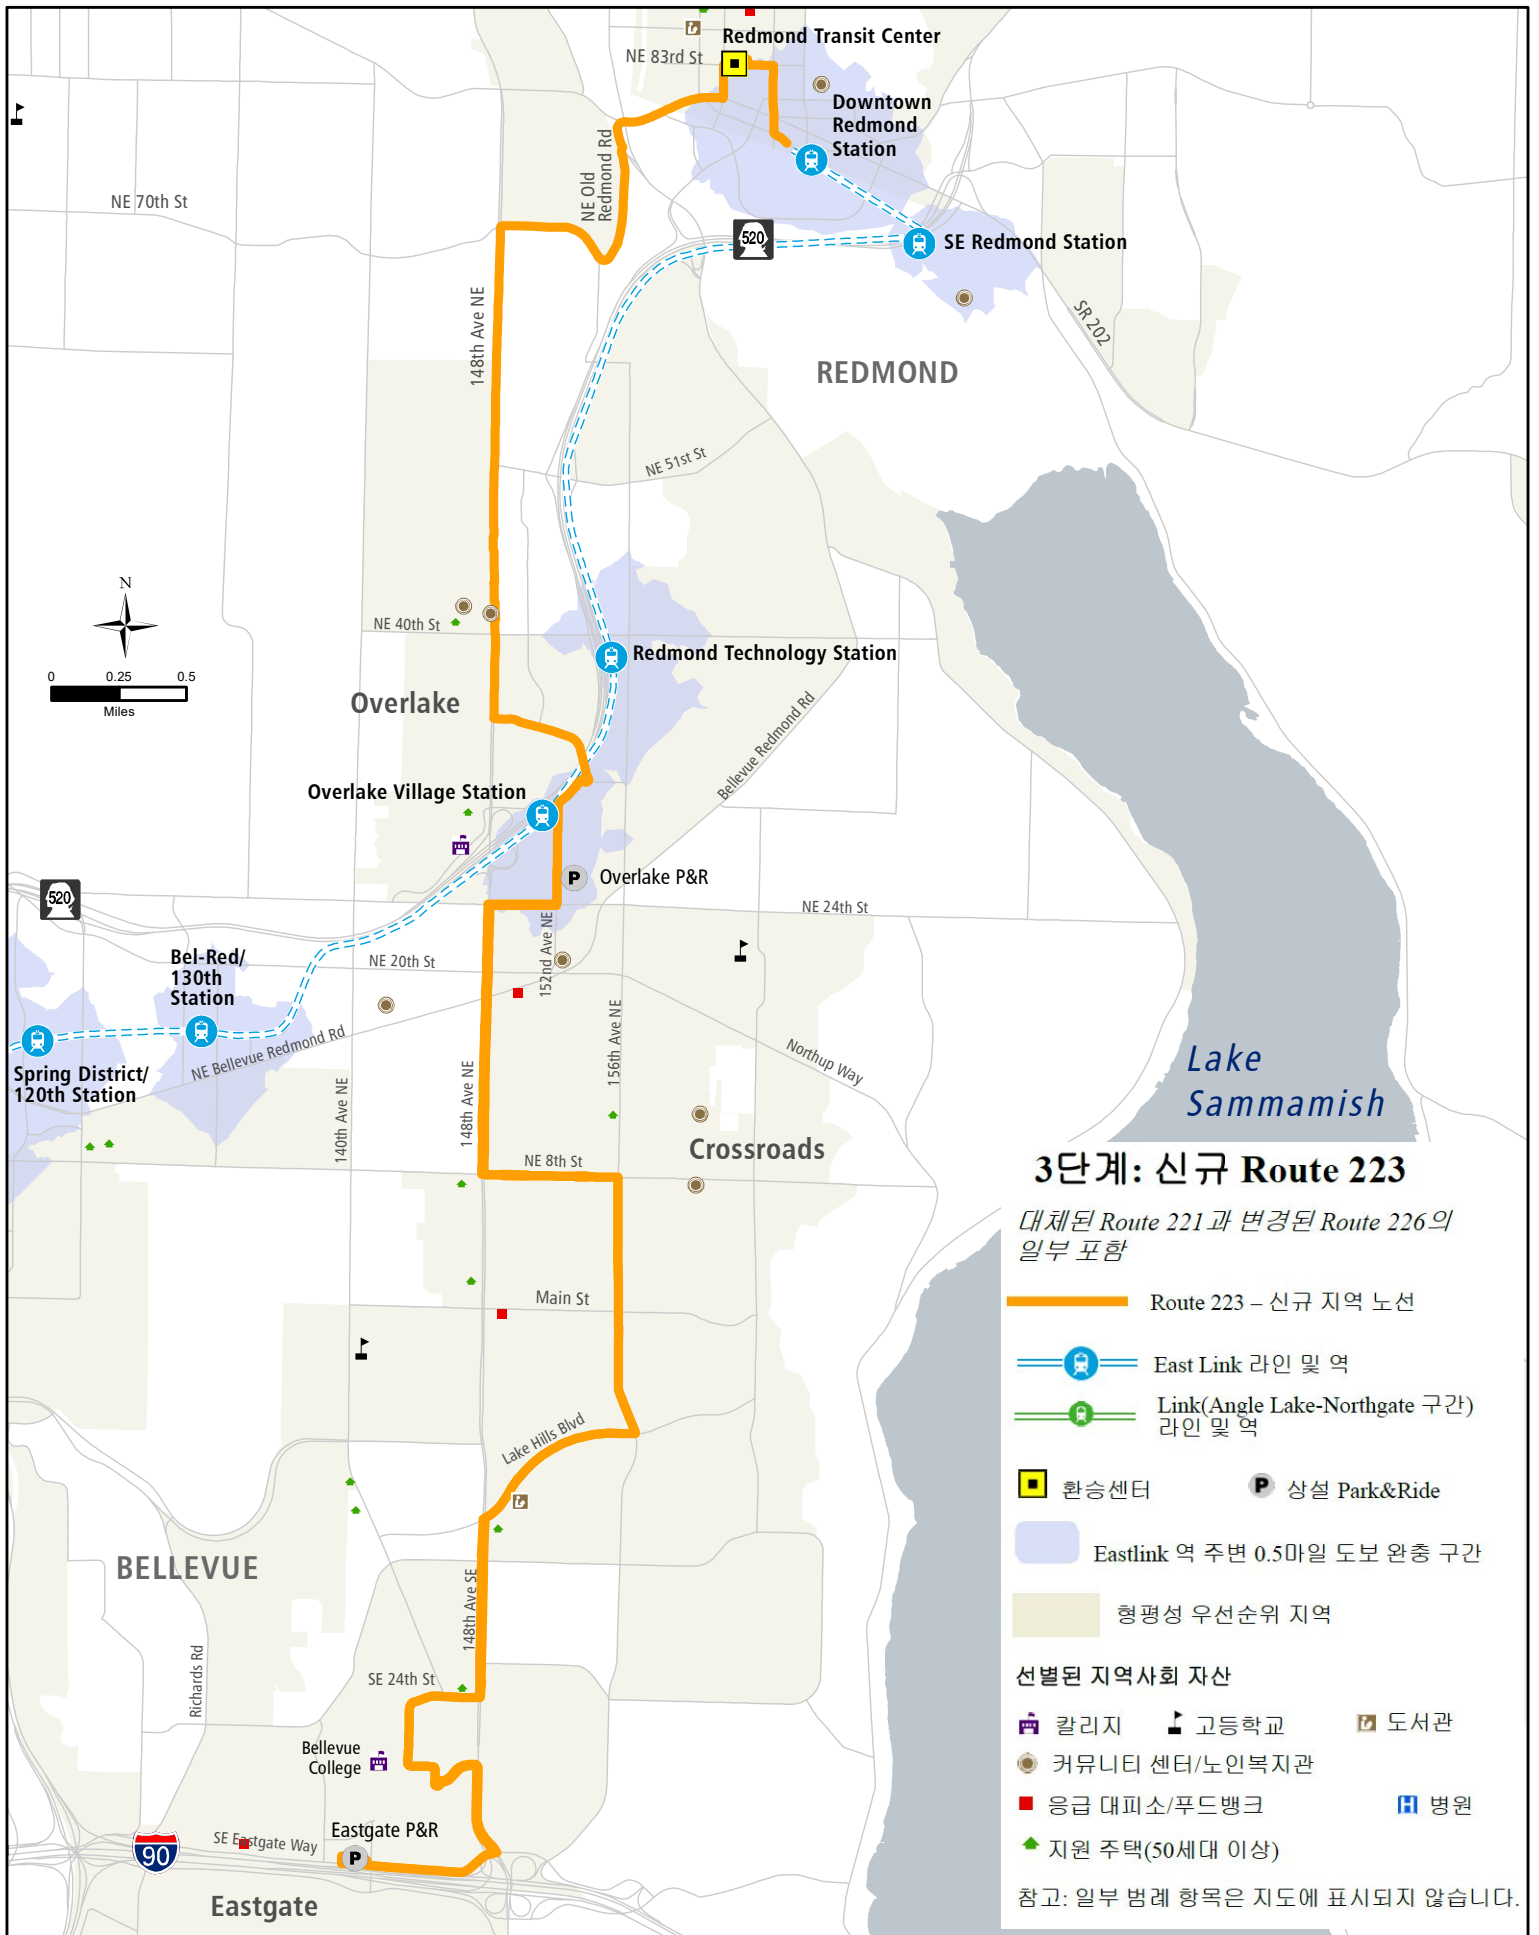 Redmond Transit Center
NE 83rd St
Downtown
Redmond
Station
NE Old
Redmond Rd
NE 70th St
520
SE Redmond Station
148th Ave NE
SR 202
REDMOND
NE 51st St
N
NE 40th St
Redmond Technology Station
0 0.25 0.5
Miles
Overlake
Bellevue Redmond Rd
Overlake Village Station
P
Overlake P&R
520
NE 24th St
152nd Ave NE
Bel-Red/
130th
Station
NE 20th St
156th Ave NE
NE Bellevue Redmond Rd
Northup Way
Spring District/
120th Station
Lake
Sammamish
140th Ave NE
148th Ave NE
Crossroads
NE 8th St
Main St
Lake Hills Blvd
BELLEVUE
148th Ave SE
Richards Rd
SE 24th St
Bellevue
College
Eastgate P&R
SE Eastgate Way
P
90
Eastgate
3단계: 신규 Route 223
대체된 Route 221과 변경된 Route 226의
일부 포함
Route 223 – 신규 지역 노선
East Link 라인 및 역
Link(Angle Lake-Northgate 구간)
라인 및 역
환승센터
P 상설 Park&Ride
Eastlink 역 주변 0.5마일 도보 완충 구간
형평성 우선순위 지역
선별된 지역사회 자산
칼리지 고등학교 도서관
커뮤니티 센터/노인복지관
응급 대피소/푸드뱅크 H 병원
지원 주택(50세대 이상)
참고: 일부 범례 항목은 지도에 표시되지 않습니다.